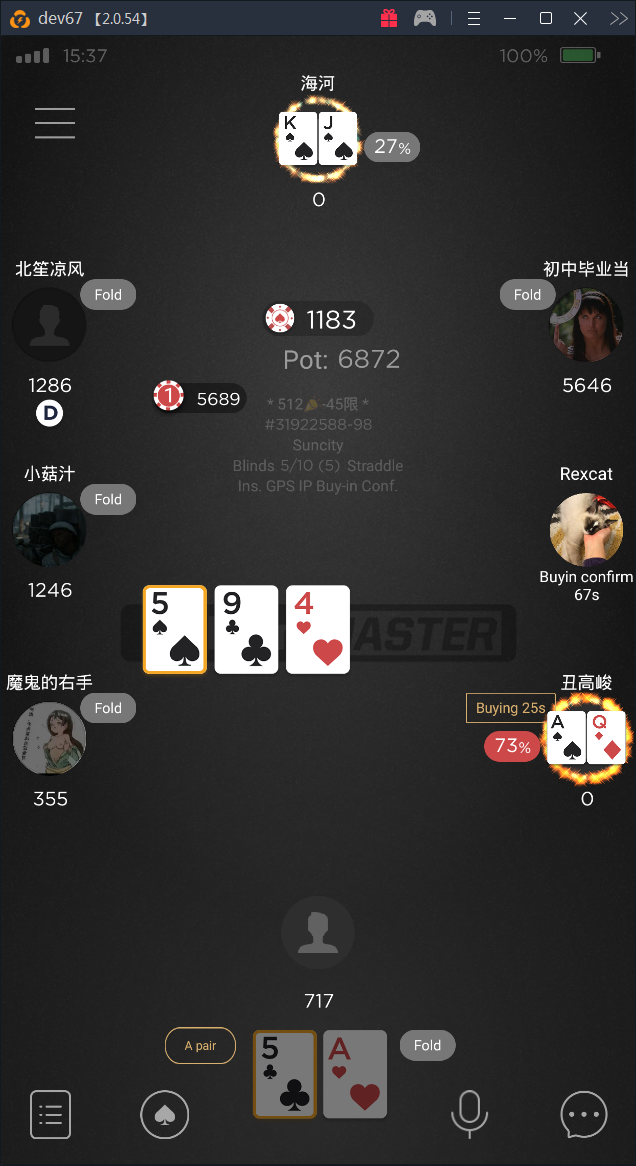 dev67 【2.0.54】
15:37
100%
海河
K J
27%
0
北笙凉风
Fold
初中毕业当
Fold
1183
1286
D
5646
Pot: 6872
1 5689
* 512 -45限 *
#31922588-98
Suncity
Blinds 5/10 (5) Straddle
Ins. GPS IP Buy-in Conf.
小菇汁
Fold
Rexcat
1246
Buyin confirm
67s
5 9 4
MASTER
魔鬼的右手
Fold
丑高峻
Buying 25s
A Q
73%
355
0
717
A pair
5 A
Fold